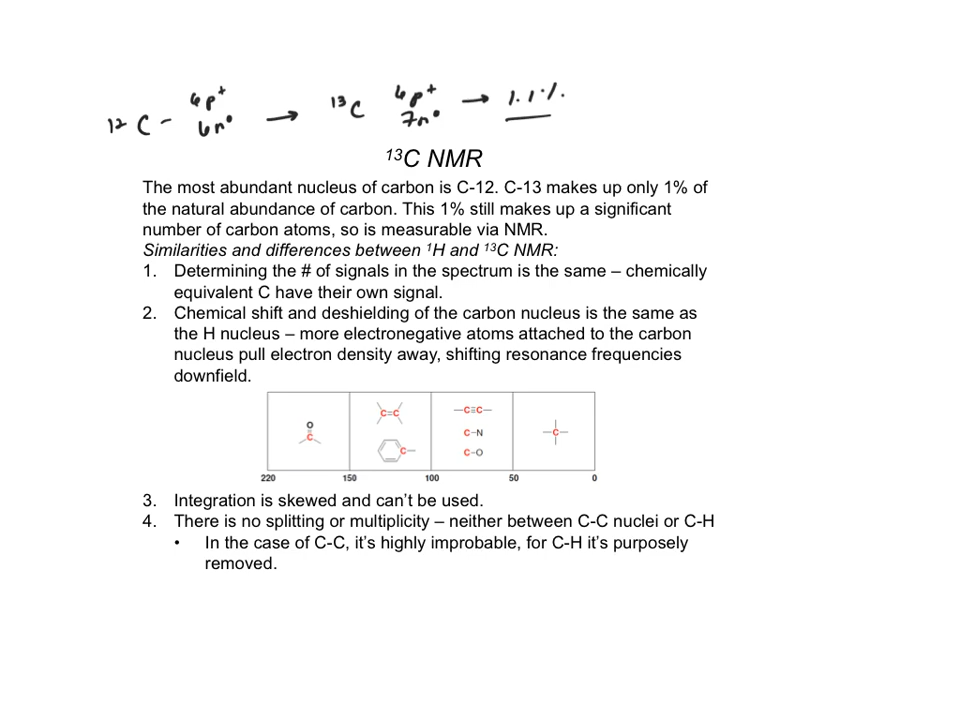 6p⁺ 6p⁺ → 1.1%
¹²C - 6n⁰ → ¹³C 7n⁰
¹³C NMR
The most abundant nucleus of carbon is C-12. C-13 makes up only 1% of
the natural abundance of carbon. This 1% still makes up a significant
number of carbon atoms, so is measurable via NMR.
Similarities and differences between ¹H and ¹³C NMR:
1. Determining the # of signals in the spectrum is the same – chemically
equivalent C have their own signal.
2. Chemical shift and deshielding of the carbon nucleus is the same as
the H nucleus – more electronegative atoms attached to the carbon
nucleus pull electron density away, shifting resonance frequencies
downfield.
C=C —C≡C—
O
C C-N —C—
C— C-O
220 150 100 50 0
3. Integration is skewed and can't be used.
4. There is no splitting or multiplicity – neither between C-C nuclei or C-H
• In the case of C-C, it's highly improbable, for C-H it's purposely
removed.